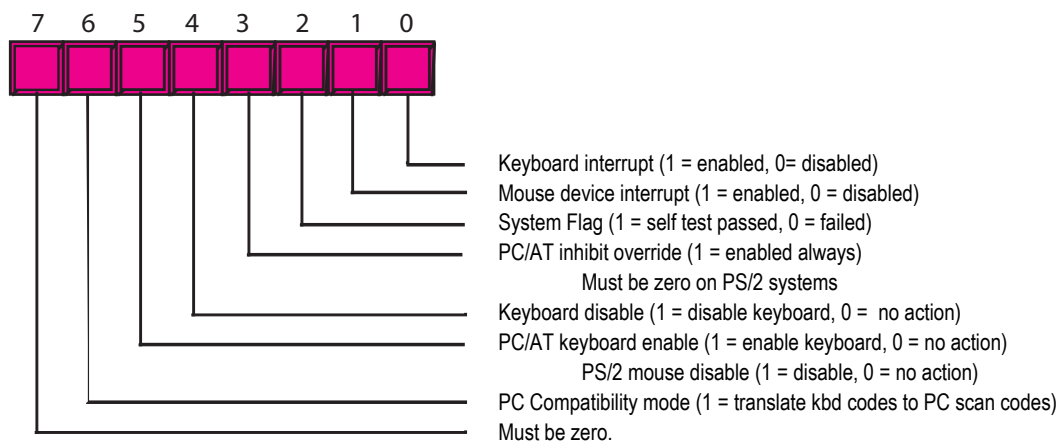 7 6 5 4 3 2 1 0
Keyboard interrupt (1 = enabled, 0= disabled)
Mouse device interrupt (1 = enabled, 0 = disabled)
System Flag (1 = self test passed, 0 = failed)
PC/AT inhibit override (1 = enabled always)
Must be zero on PS/2 systems
Keyboard disable (1 = disable keyboard, 0 = no action)
PC/AT keyboard enable (1 = enable keyboard, 0 = no action)
PS/2 mouse disable (1 = disable, 0 = no action)
PC Compatibility mode (1 = translate kbd codes to PC scan codes)
Must be zero.